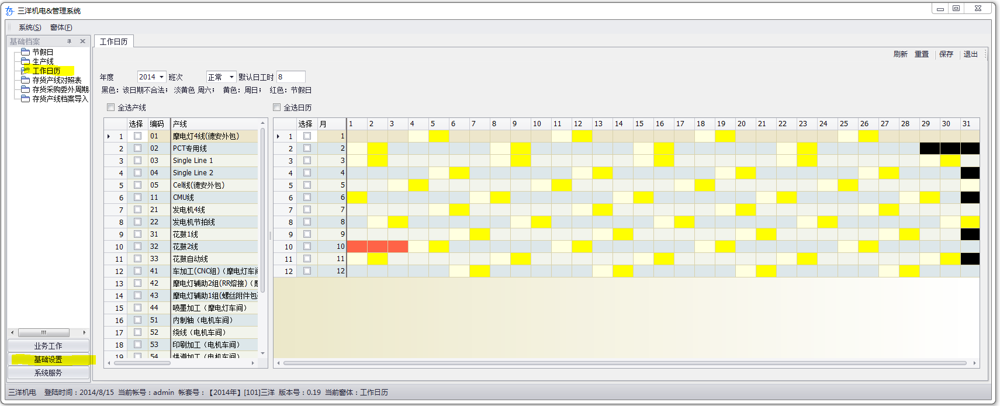 三洋机电&管理系统
系统(S) 窗体(F)
基础档案
节假日
生产线
工作日历
存货产线对照表
存货采购委外周期
存货产线档案导入
业务工作
基础设置
系统服务
工作日历
刷新 重置 保存 退出
年度 2014 班次 正常 默认日工时 8
黑色：该日期不合法； 淡黄色 周六； 黄色：周日； 红色：节假日
全选产线
选择 编码 产线
1 01 摩电灯4线(德安外包)
2 02 PCT专用线
3 03 Single Line 1
4 04 Single Line 2
5 05 Cell线(德安外包)
6 11 CMU线
7 21 发电机4线
8 22 发电机节拍线
9 31 花鼓1线
10 32 花鼓2线
11 33 花鼓自动线
12 41 车加工(CNC组)（摩电灯车间
13 42 摩电灯辅助2组(RR熔接)（摩
14 43 摩电灯辅助1组(螺丝附件包
15 44 喷墨加工（摩电灯车间）
16 51 内制轴（电机车间）
17 52 绕线（电机车间）
18 53 印刷加工（电机车间）
19 54 烘道加工（电机车间）
全选日历
选择 月 1 2 3 4 5 6 7 8 9 10 11 12 13 14 15 16 17 18 19 20 21 22 23 24 25 26 27 28 29 30 31
1 1
2 2
3 3
4 4
5 5
6 6
7 7
8 8
9 9
10 10
11 11
12 12
三洋机电 登陆时间：2014/8/15 当前帐号：admin 帐套号：【2014年】[101]三洋 版本号：0.19 当前窗体：工作日历